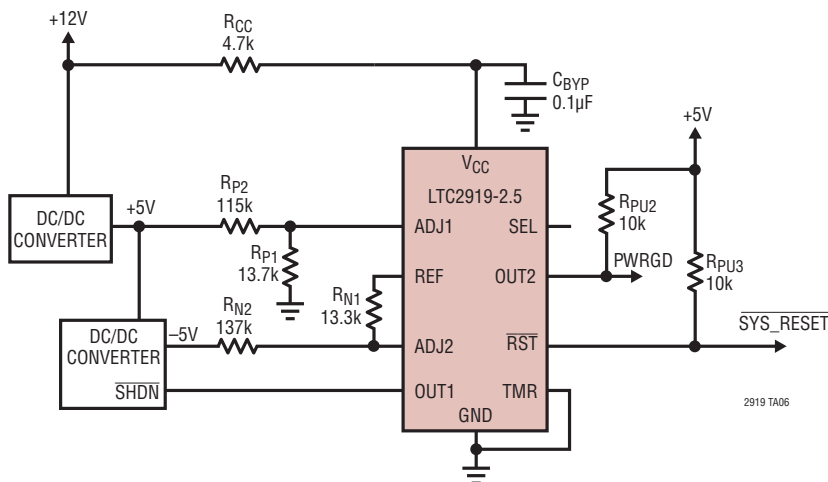 +12V
RCC
4.7k
CBYP
0.1µF
+5V
VCC
LTC2919-2.5
DC/DC
CONVERTER
+5V
RP2
115k
RP1
13.7k
ADJ1
SEL
RPU2
10k
REF
OUT2
PWRGD
RPU3
10k
RN1
13.3k
DC/DC
CONVERTER
–5V
RN2
137k
ADJ2
RST
SYS_RESET
SHDN
OUT1
TMR
GND
2919 TA06